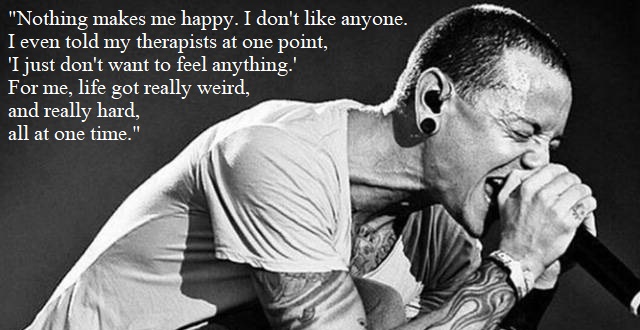 "Nothing makes me happy. I don't like anyone.
I even told my therapists at one point,
'I just don't want to feel anything.'
For me, life got really weird,
and really hard,
all at one time."